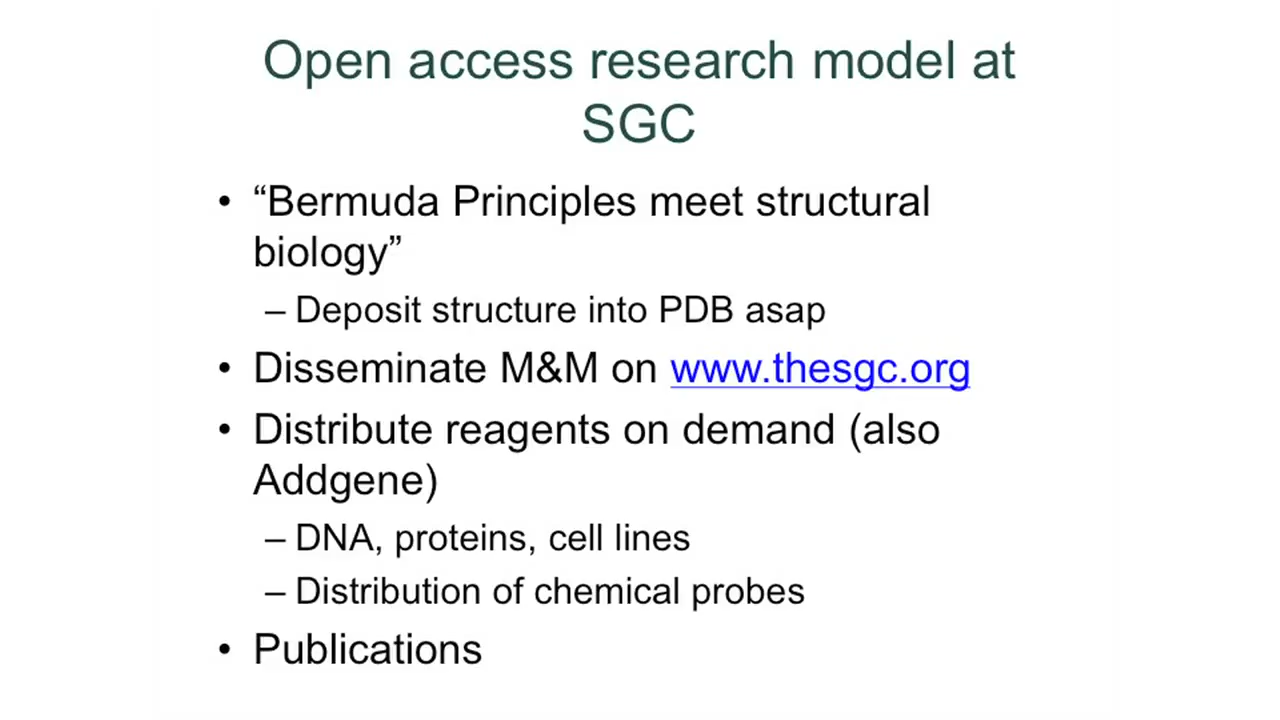 Open access research model at
SGC
• “Bermuda Principles meet structural
biology”
– Deposit structure into PDB asap
• Disseminate M&M on www.thesgc.org
• Distribute reagents on demand (also
Addgene)
– DNA, proteins, cell lines
– Distribution of chemical probes
• Publications